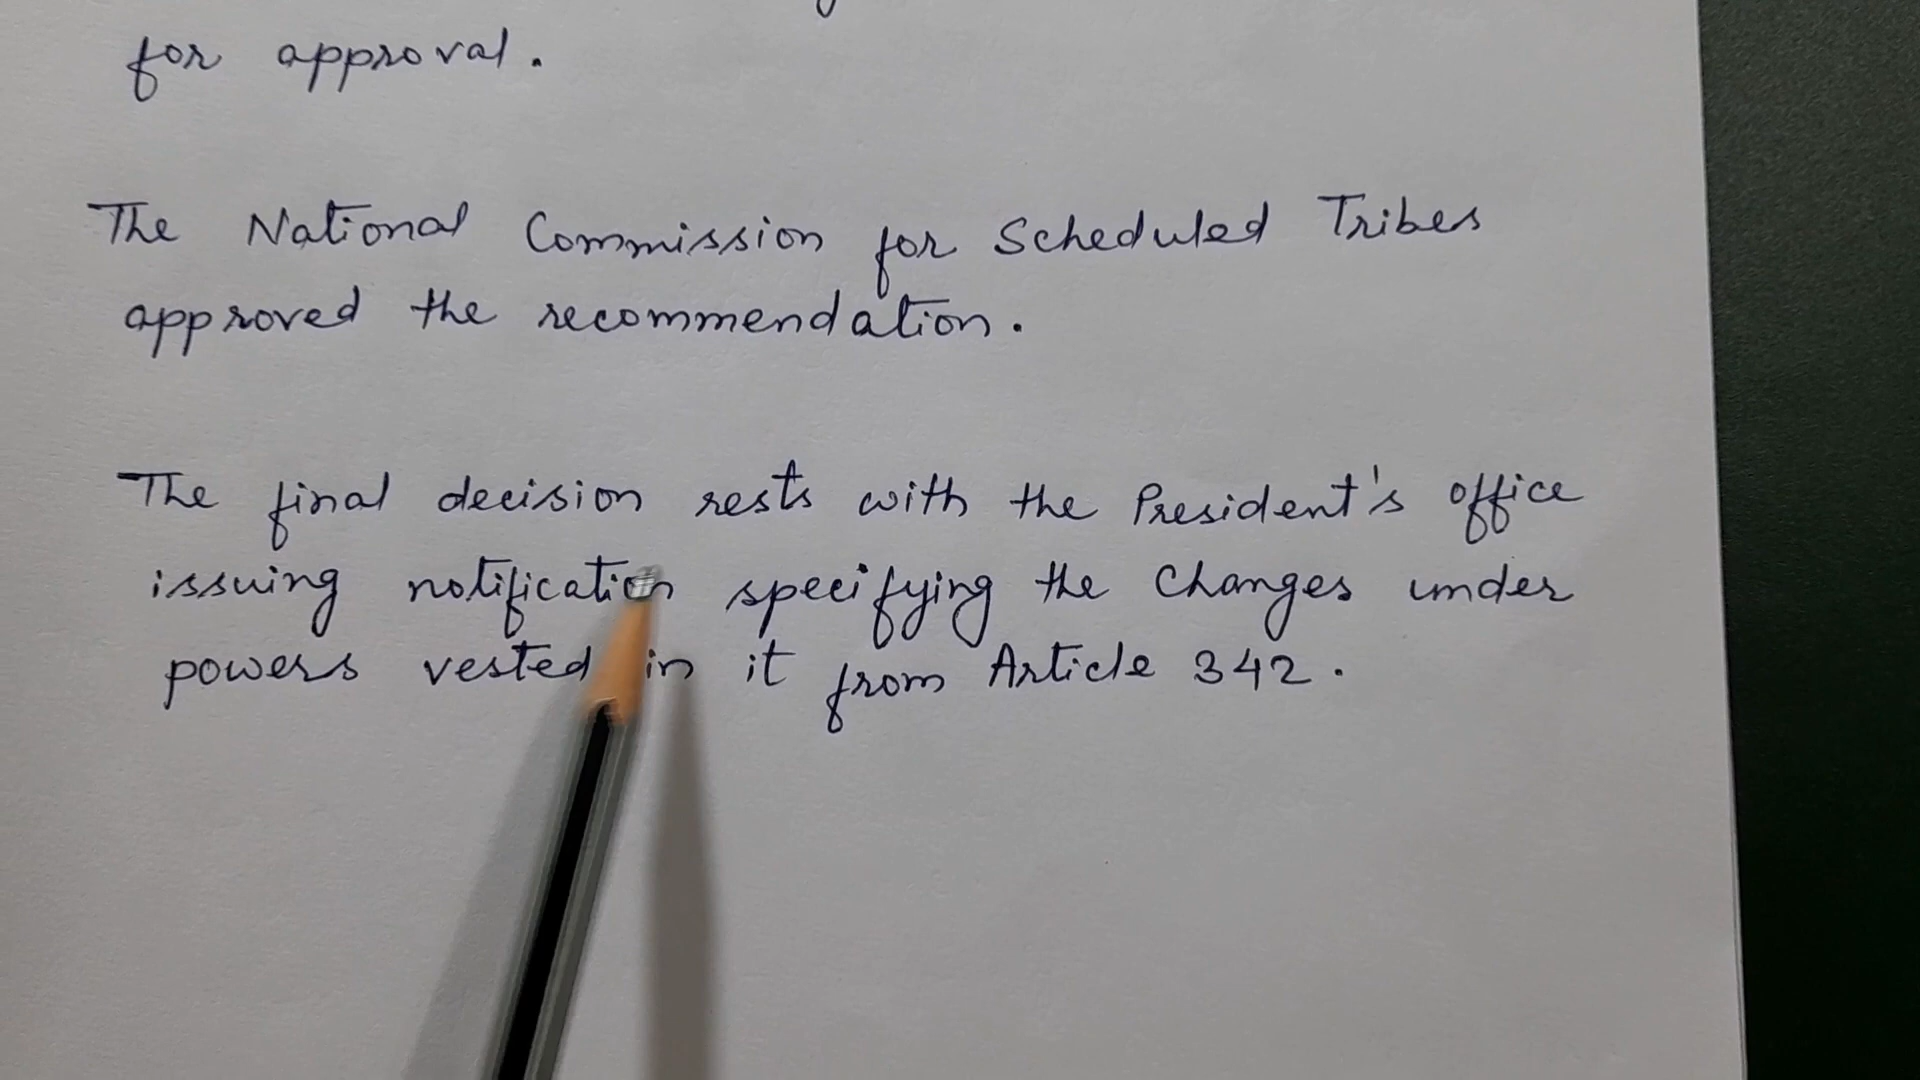 for approval.
The National Commission for Scheduled Tribes
approved the recommendation.
The final decision rests with the President's office
issuing notification specifying the changes under
powers vested in it from Article 342.